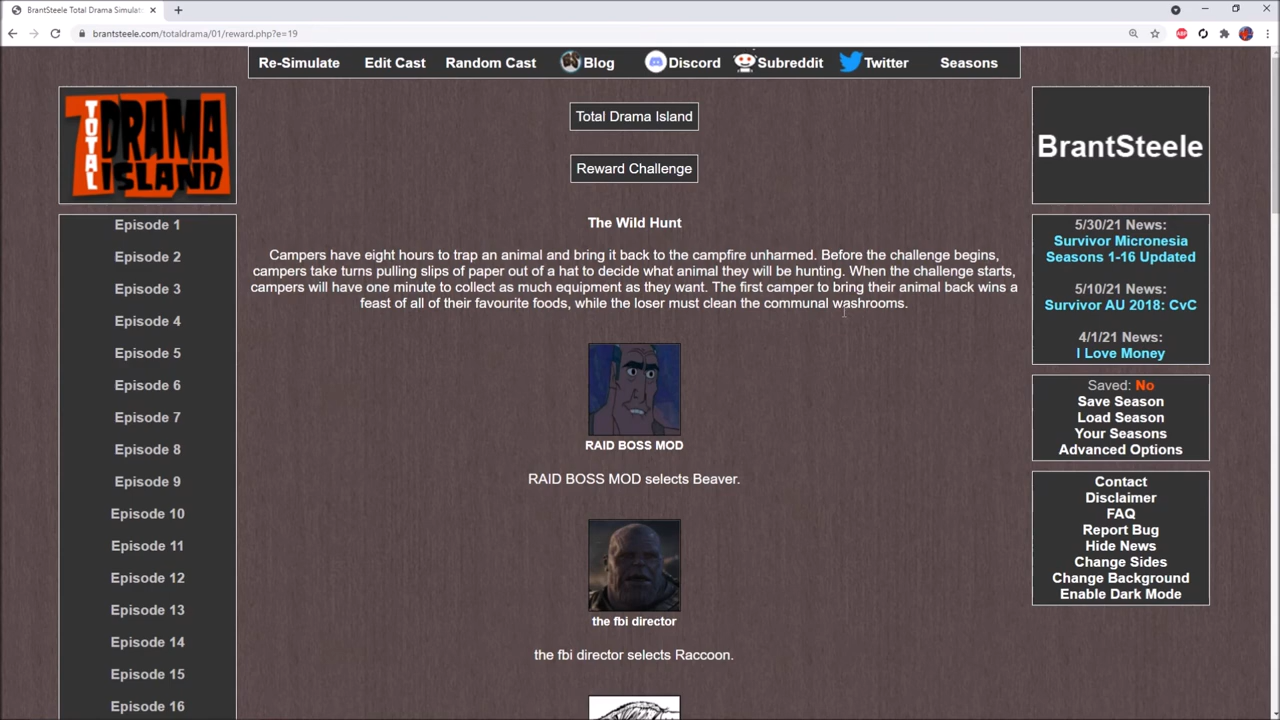 BrantSteele Total Drama Simulat
brantsteele.com/totaldrama/01/reward.php?e=19
ABP
Re-Simulate
Edit Cast
Random Cast
Blog
Discord
Subreddit
Twitter
Seasons
TOTAL DRAMA ISLAND
Episode 1
Episode 2
Episode 3
Episode 4
Episode 5
Episode 6
Episode 7
Episode 8
Episode 9
Episode 10
Episode 11
Episode 12
Episode 13
Episode 14
Episode 15
Episode 16
Total Drama Island
Reward Challenge
The Wild Hunt
Campers have eight hours to trap an animal and bring it back to the campfire unharmed. Before the challenge begins,
campers take turns pulling slips of paper out of a hat to decide what animal they will be hunting. When the challenge starts,
campers will have one minute to collect as much equipment as they want. The first camper to bring their animal back wins a
feast of all of their favourite foods, while the loser must clean the communal washrooms.
RAID BOSS MOD
RAID BOSS MOD selects Beaver.
the fbi director
the fbi director selects Raccoon.
BrantSteele
5/30/21 News:
Survivor Micronesia
Seasons 1-16 Updated
5/10/21 News:
Survivor AU 2018: CvC
4/1/21 News:
I Love Money
Saved: No
Save Season
Load Season
Your Seasons
Advanced Options
Contact
Disclaimer
FAQ
Report Bug
Hide News
Change Sides
Change Background
Enable Dark Mode